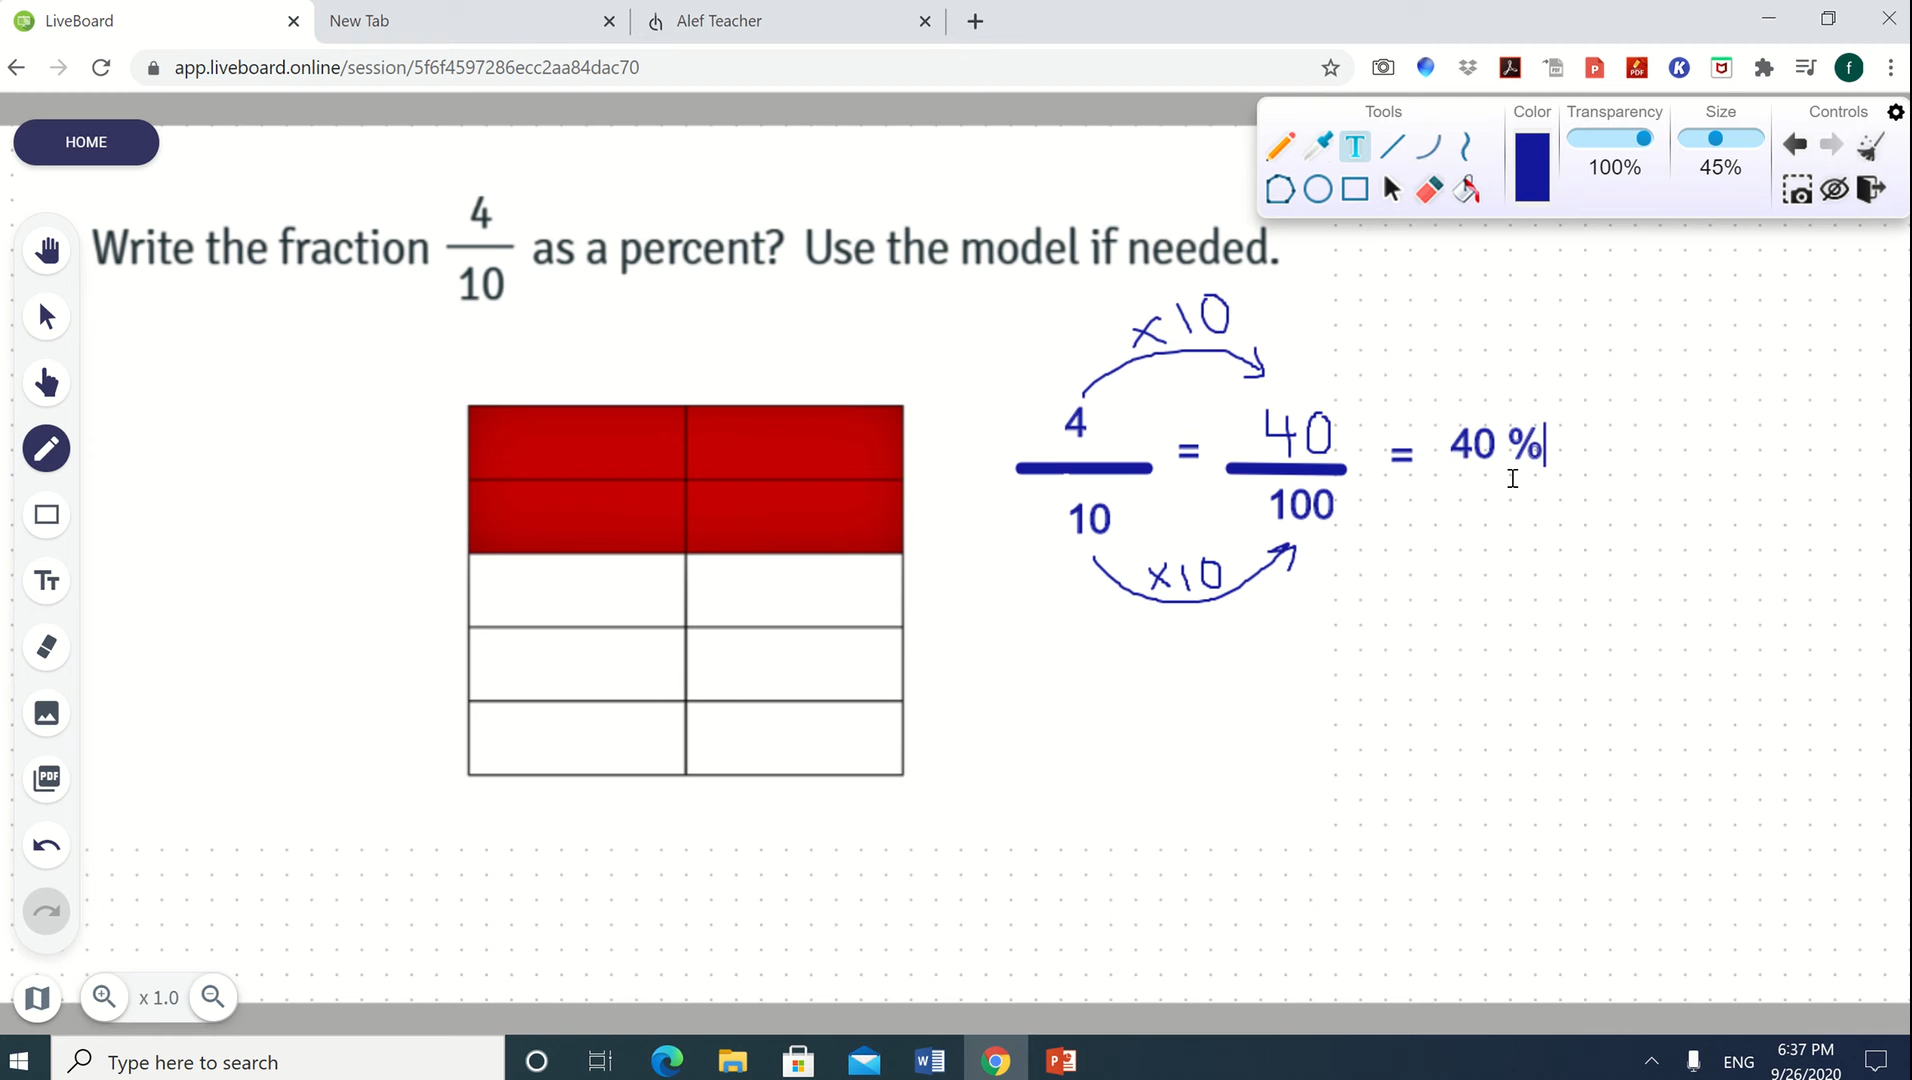 LiveBoard
New Tab
Alef Teacher
app.liveboard.online/session/5f6f4597286ecc2aa84dac70
f
Tools
Color
Transparency
Size
Controls
100%
45%
HOME
Write the fraction 4/10 as a percent? Use the model if needed.
x10
4/10 = 40/100 = 40 %
x10
TT
PDF
x 1.0
Type here to search
ENG
6:37 PM
9/26/2020